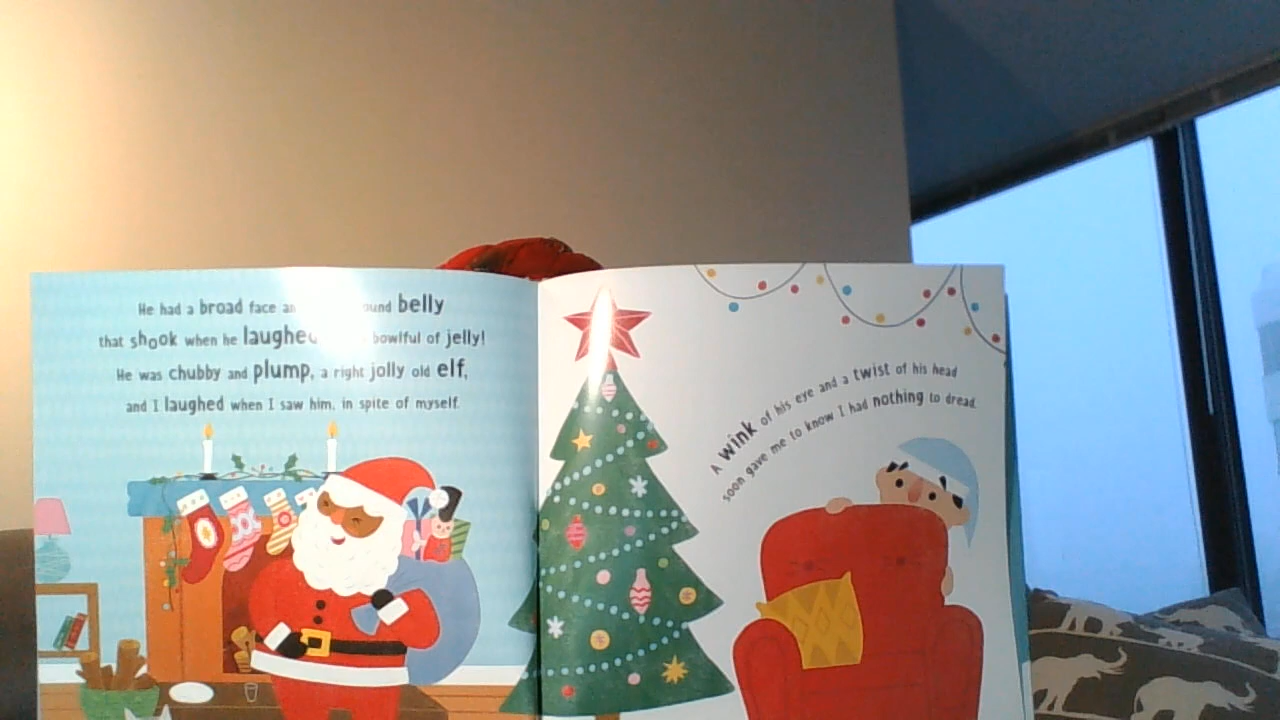 He had a broad face ound belly
that shook when he laughed bowlful of jelly!
He was chubby and plump, a right jolly old elf,
and I laughed when I saw him, in spite of myself.
A wink of his eye and a twist of his head
soon gave me to know I had nothing to dread.